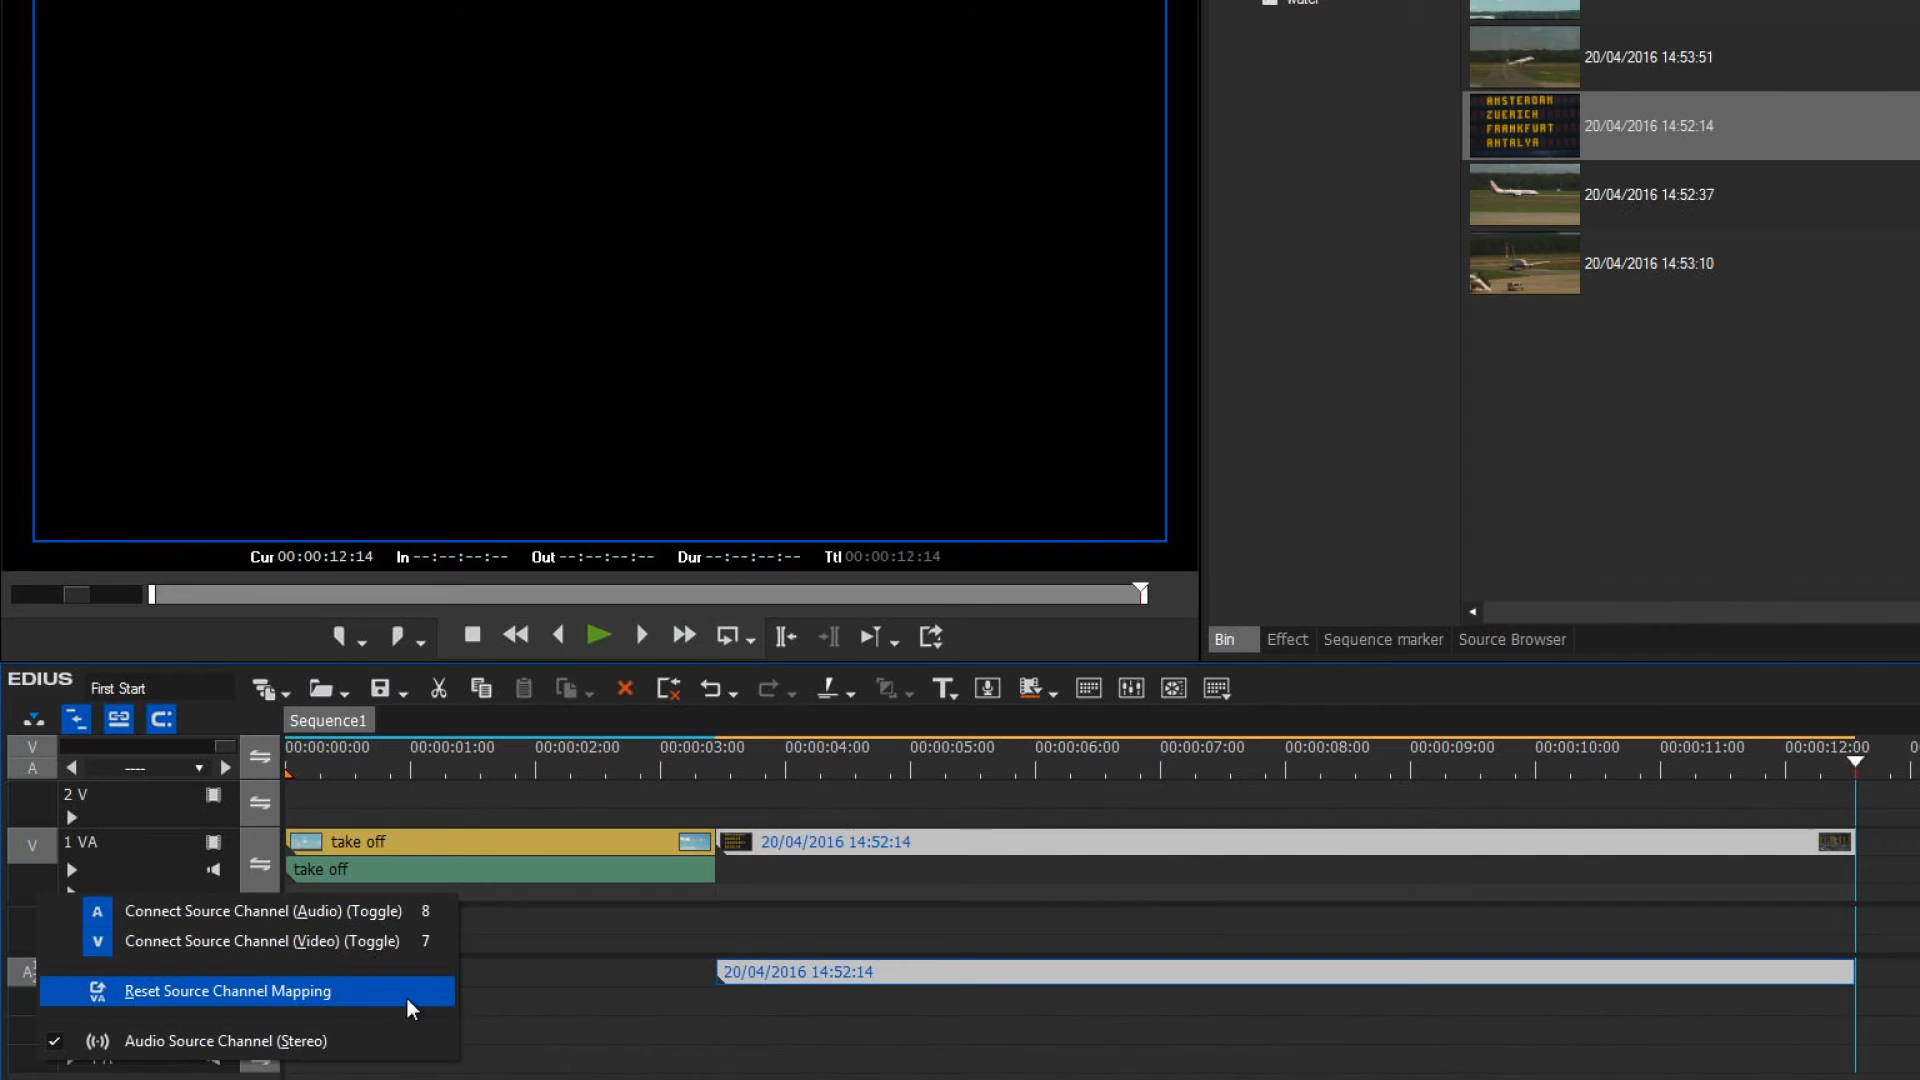 water
20/04/2016 14:53:51
AMSTERDAM
ZUERICH
FRANKFURT
ANTALYA
20/04/2016 14:52:14
20/04/2016 14:52:37
20/04/2016 14:53:10
Cur 00:00:12:14 In --:--:--:-- Out --:--:--:-- Dur --:--:--:-- Ttl 00:00:12:14
Bin Effect Sequence marker Source Browser
EDIUS First Start
Sequence1
V
A
----
00:00:00:00 00:00:01:00 00:00:02:00 00:00:03:00 00:00:04:00 00:00:05:00 00:00:06:00 00:00:07:00 00:00:08:00 00:00:09:00 00:00:10:00 00:00:11:00 00:00:12:00
2 V
V 1 VA
take off 20/04/2016 14:52:14
take off
A Connect Source Channel (Audio) (Toggle) 8
V Connect Source Channel (Video) (Toggle) 7
VA Reset Source Channel Mapping
20/04/2016 14:52:14
Audio Source Channel (Stereo)